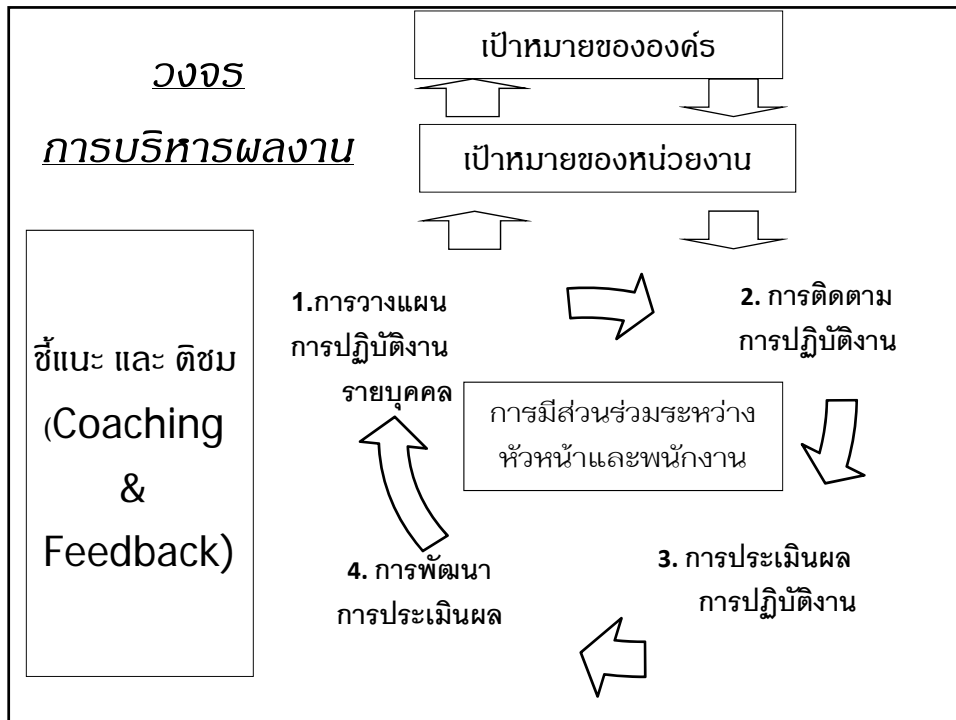 วงจร
การบริหารผลงาน
เป้าหมายขององค์ร
เป้าหมายของหน่วยงาน
ชี้แนะ และ ติชม
(Coaching
&
Feedback)
1.การวางแผน
การปฏิบัติงาน
รายบุคคล
2. การติดตาม
การปฏิบัติงาน
การมีส่วนร่วมระหว่าง
หัวหน้าและพนักงาน
3. การประเมินผล
การปฏิบัติงาน
4. การพัฒนา
การประเมินผล